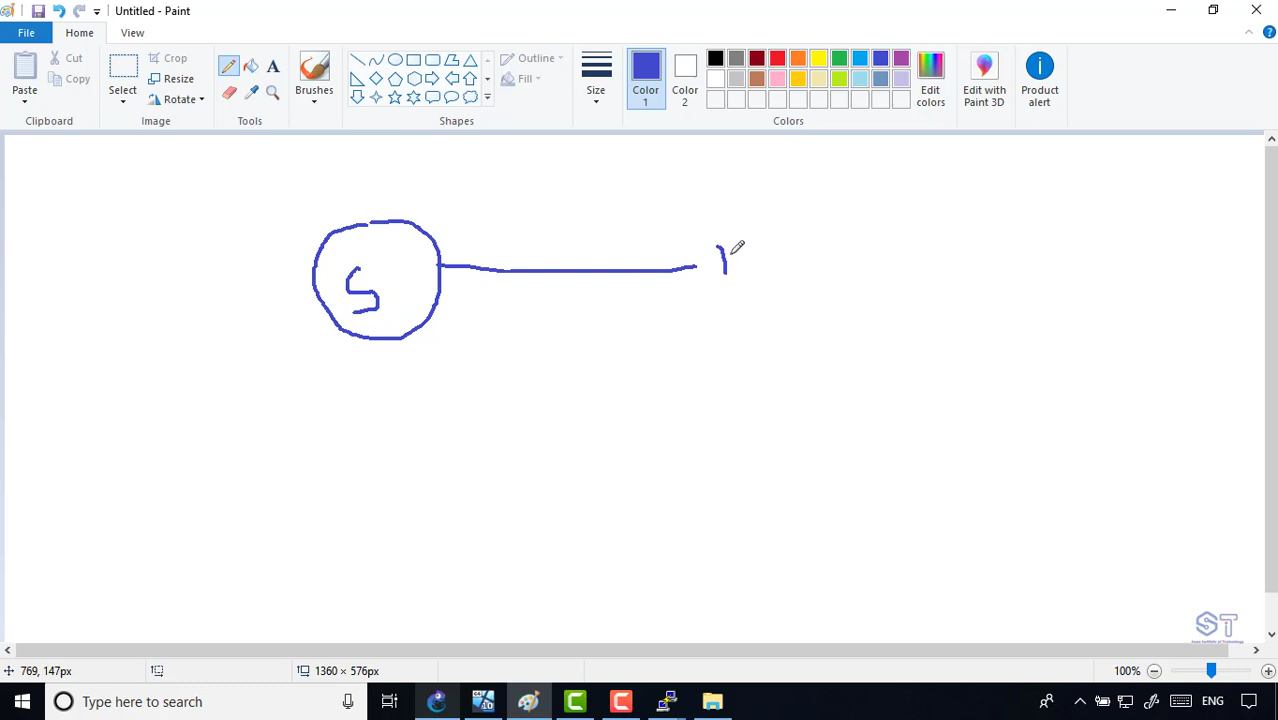 Untitled - Paint
File Home View
Cut
Copy
Paste
Clipboard
Crop
Resize
Rotate
Select
Image
A
Tools
Brushes
Outline
Fill
Shapes
Size
Color 1
Color 2
Edit colors
Colors
Edit with Paint 3D
Product alert
S
ST
769, 147px
1360 × 576px
100%
Type here to search
ENG